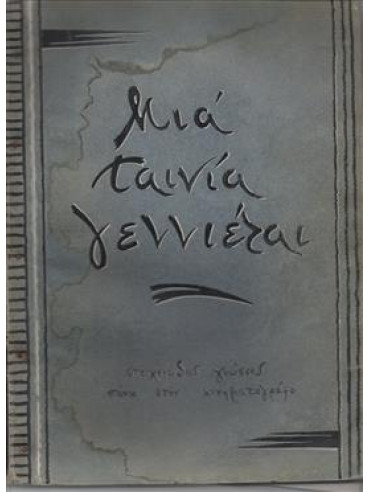 Μιά
ταινία
γεννιέται
στοιχειώδεις γνώσεις
πάνω στον κινηματογράφο